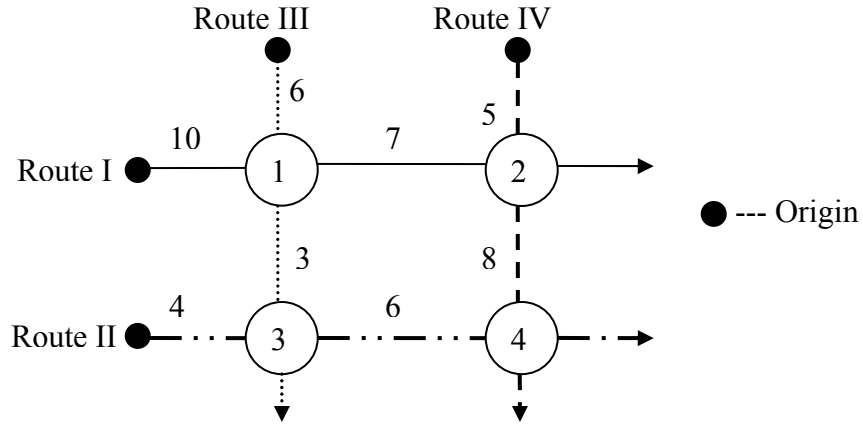 Route III Route IV
6
10 7 5
Route I 1 2
--- Origin
3 8
4 6
Route II 3 4